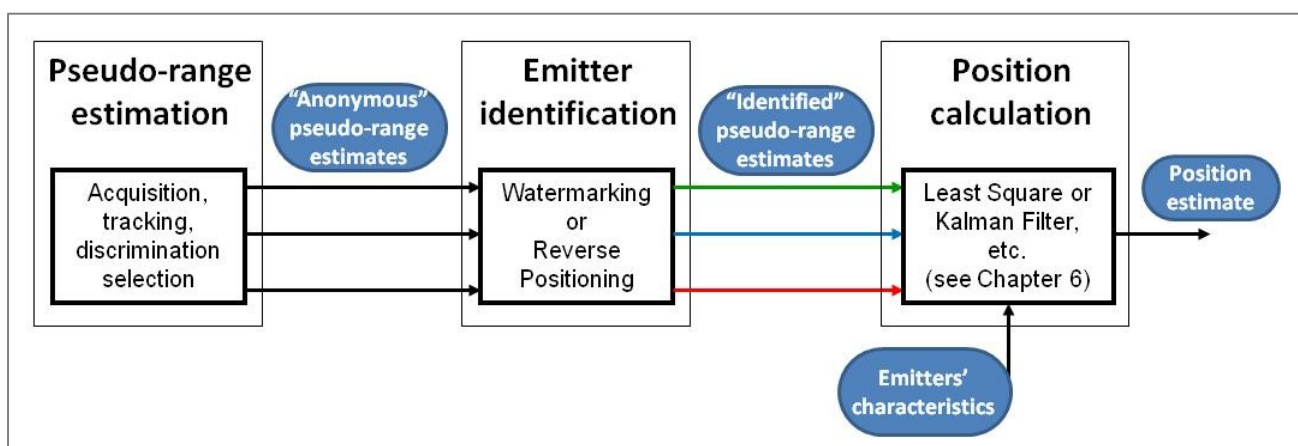 Pseudo-range
estimation
Acquisition,
tracking,
discrimination
selection
“Anonymous”
pseudo-range
estimates
Emitter
identification
Watermarking
or
Reverse
Positioning
“Identified”
pseudo-range
estimates
Position
calculation
Least Square or
Kalman Filter,
etc.
(see Chapter 6)
Position
estimate
Emitters’
characteristics